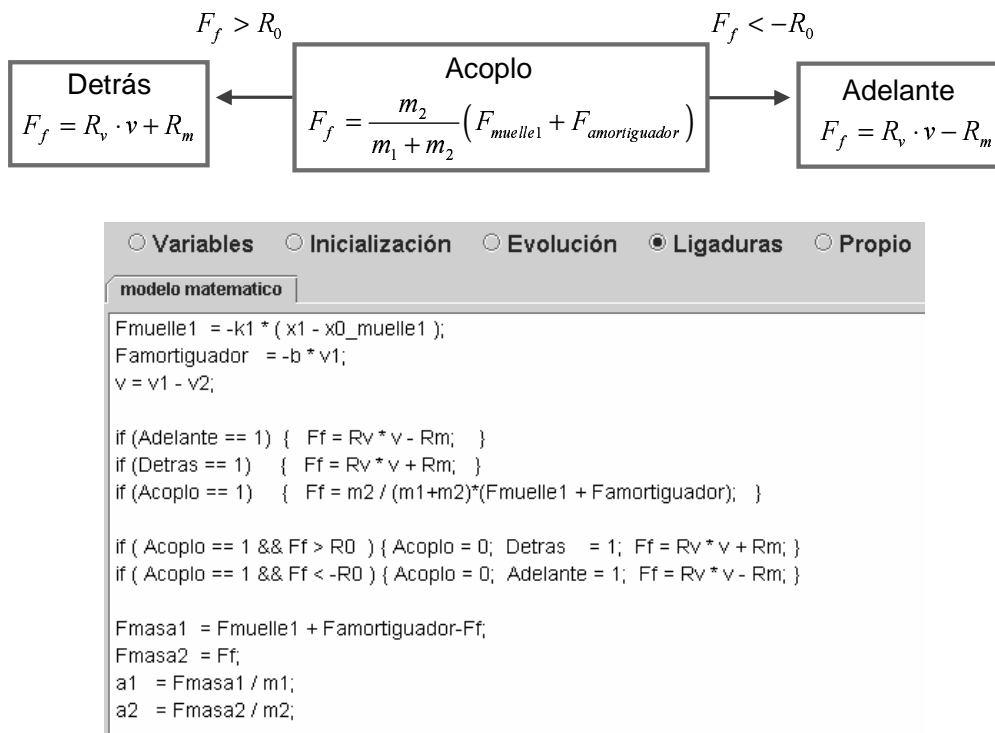 F_f > R_0
F_f < -R_0
Detrás
F_f = R_v · v + R_m
Acoplo
F_f = m_2 / (m_1 + m_2) (F_muelle1 + F_amortiguador)
Adelante
F_f = R_v · v − R_m
Variables Inicialización Evolución Ligaduras Propio
modelo matematico
Fmuelle1 = -k1 * ( x1 - x0_muelle1 );
Famortiguador = -b * v1;
v = v1 - v2;
if (Adelante == 1) { Ff = Rv * v - Rm; }
if (Detras == 1) { Ff = Rv * v + Rm; }
if (Acoplo == 1) { Ff = m2 / (m1+m2)*(Fmuelle1 + Famortiguador); }
if ( Acoplo == 1 && Ff > R0 ) { Acoplo = 0; Detras = 1; Ff = Rv * v + Rm; }
if ( Acoplo == 1 && Ff < -R0 ) { Acoplo = 0; Adelante = 1; Ff = Rv * v - Rm; }
Fmasa1 = Fmuelle1 + Famortiguador-Ff;
Fmasa2 = Ff;
a1 = Fmasa1 / m1;
a2 = Fmasa2 / m2;